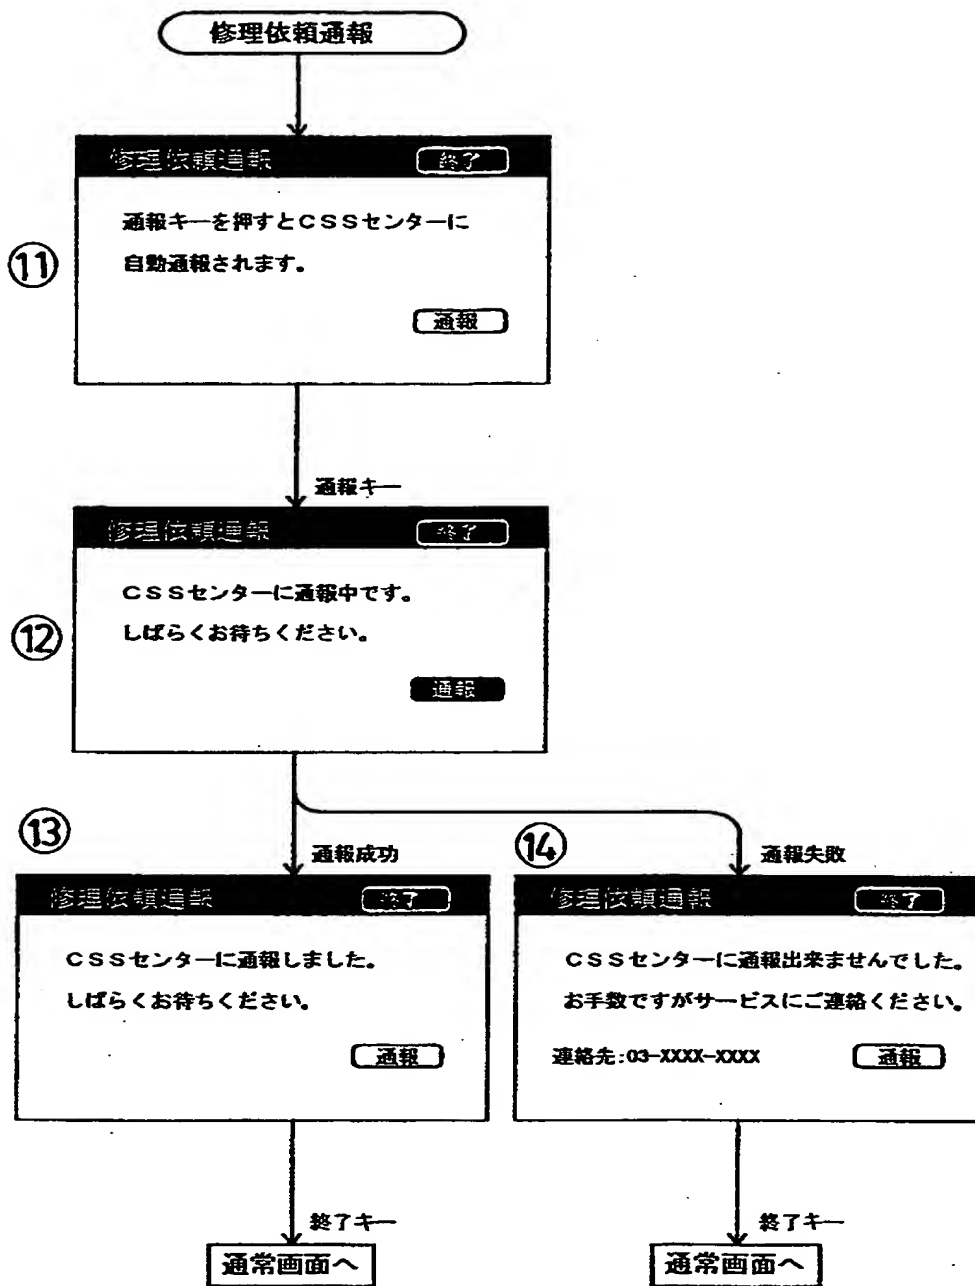 修理依頼通報
修理依頼通報 終了
通報キーを押すとCSSセンターに
自動通報されます。
⑪
通報
通報キー
修理依頼通報 終了
CSSセンターに通報中です。
しばらくお待ちください。
⑫
通報
⑬
通報成功
修理依頼通報 終了
CSSセンターに通報しました。
しばらくお待ちください。
通報
終了キー
通常画面へ
⑭
通報失敗
修理依頼通報 終了
CSSセンターに通報出来ませんでした。
お手数ですがサービスにご連絡ください。
連絡先:03-XXXX-XXXX 通報
終了キー
通常画面へ